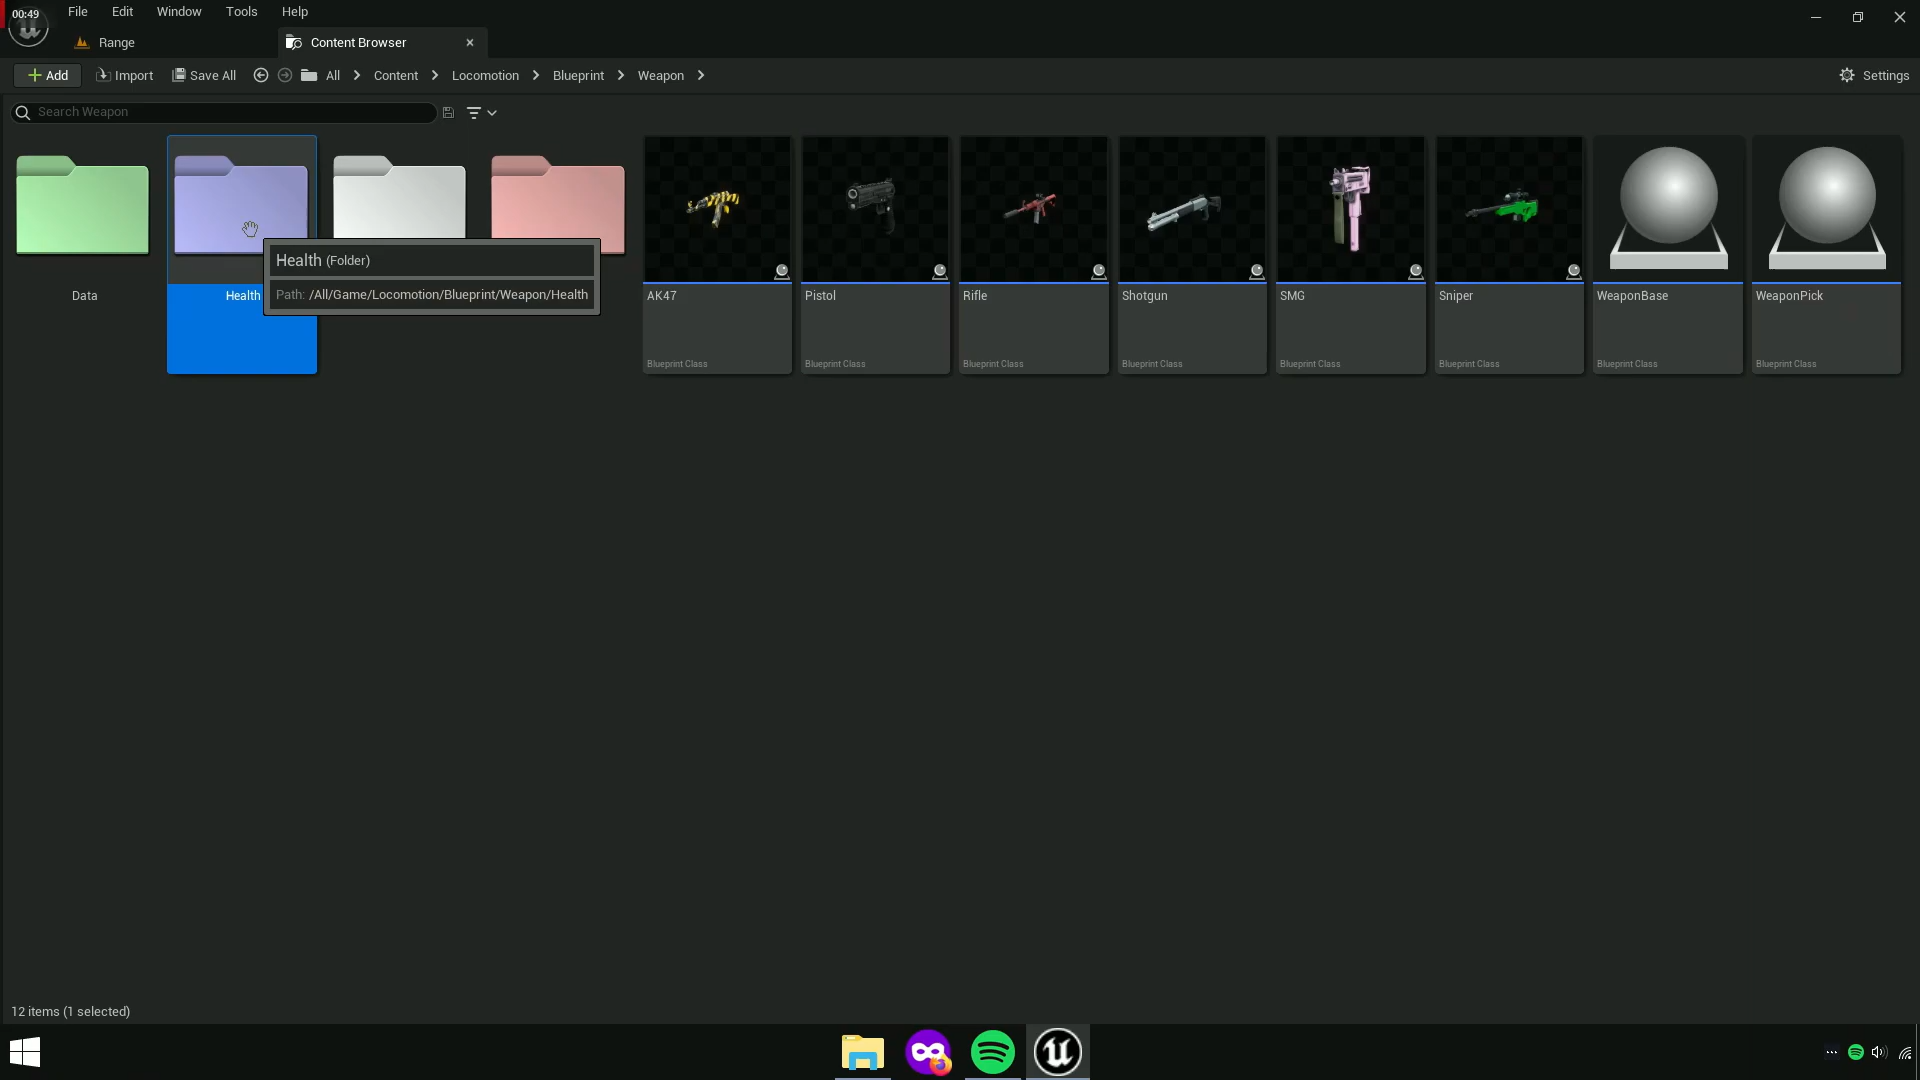 00:49
File Edit Window Tools Help
Range
Content Browser
Add Import Save All All Content Locomotion Blueprint Weapon Settings
Search Weapon
Health (Folder)
Path: /All/Game/Locomotion/Blueprint/Weapon/Health
Data Health AK47 Pistol Rifle Shotgun SMG Sniper WeaponBase WeaponPick
Blueprint Class Blueprint Class Blueprint Class Blueprint Class Blueprint Class Blueprint Class Blueprint Class Blueprint Class
12 items (1 selected)